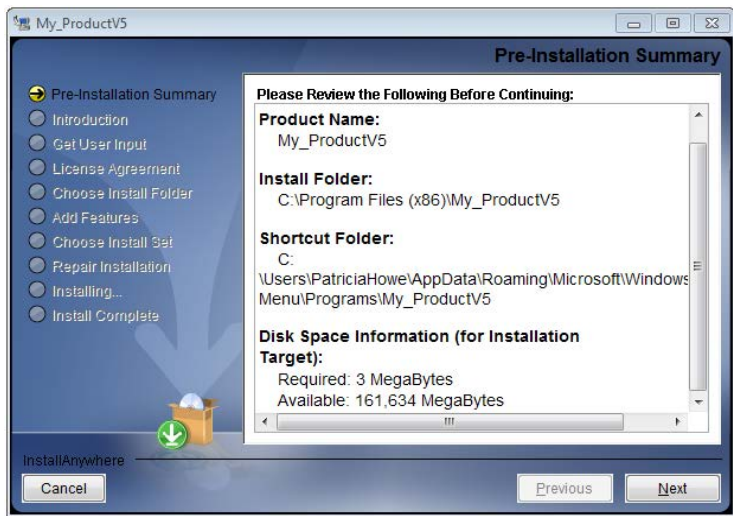 My_ProductV5
Pre-Installation Summary
Pre-Installation Summary
Introduction
Get User Input
License Agreement
Choose Install Folder
Add Features
Choose Install Set
Repair Installation
Installing...
Install Complete
Please Review the Following Before Continuing:
Product Name:
My_ProductV5
Install Folder:
C:\Program Files (x86)\My_ProductV5
Shortcut Folder:
C:
\Users\PatriciaHowe\AppData\Roaming\Microsoft\Windows
Menu\Programs\My_ProductV5
Disk Space Information (for Installation
Target):
Required: 3 MegaBytes
Available: 161,634 MegaBytes
InstallAnywhere
Cancel
Previous
Next